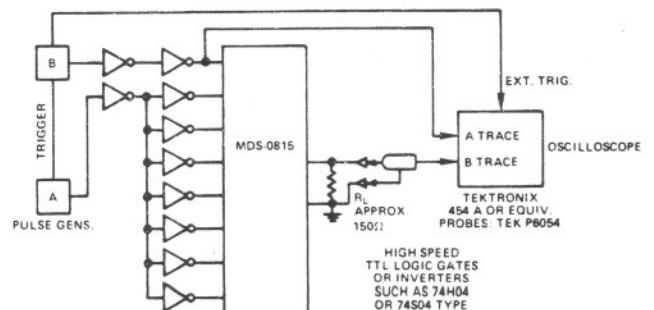 B
EXT. TRIG.
TRIGGER
MDS-0815
A TRACE
B TRACE
OSCILLOSCOPE
A
PULSE GENS.
RL
APPROX.
150Ω
TEKTRONIX
454 A OR EQUIV.
PROBES: TEK P6054
HIGH SPEED
TTL LOGIC GATES
OR INVERTERS
SUCH AS 74H04
OR 74S04 TYPE